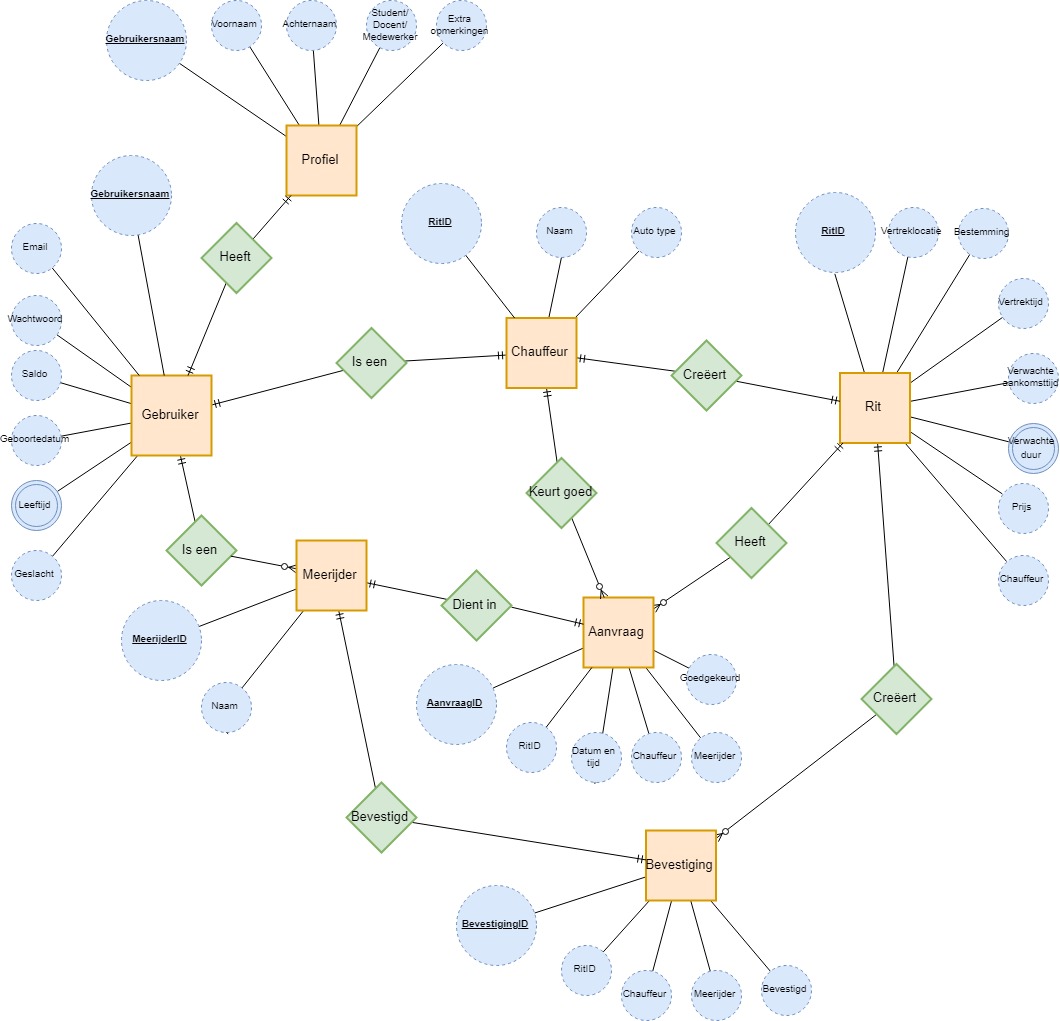 Gebruikersnaam
Voornaam
Achternaam
Student/
Docent/
Medewerker
Extra
opmerkingen
Profiel
Gebruikersnaam
Heeft
Email
Wachtwoord
Saldo
Geboortedatum
Leeftijd
Geslacht
Gebruiker
Is een
RitID
Naam
Auto type
Chauffeur
Creëert
RitID
Vertreklocatie
Bestemming
Vertrektijd
Verwachte
aankomsttijd
Verwachte
duur
Prijs
Chauffeur
Rit
Keurt goed
Heeft
Is een
Meerijder
MeerijderID
Naam
Dient in
Aanvraag
Goedgekeurd
AanvraagID
RitID
Datum en
tijd
Chauffeur
Meerijder
Creëert
Bevestigd
Bevestiging
BevestigingID
RitID
Chauffeur
Meerijder
Bevestigd